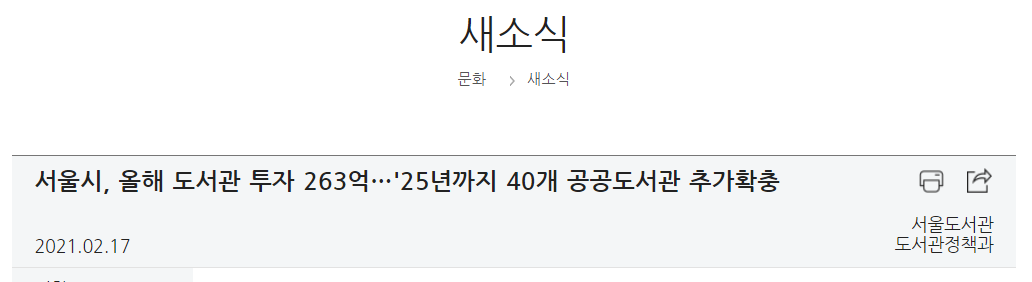 새소식
문화 > 새소식
서울시, 올해 도서관 투자 263억…'25년까지 40개 공공도서관 추가확충
서울도서관
2021.02.17 도서관정책과